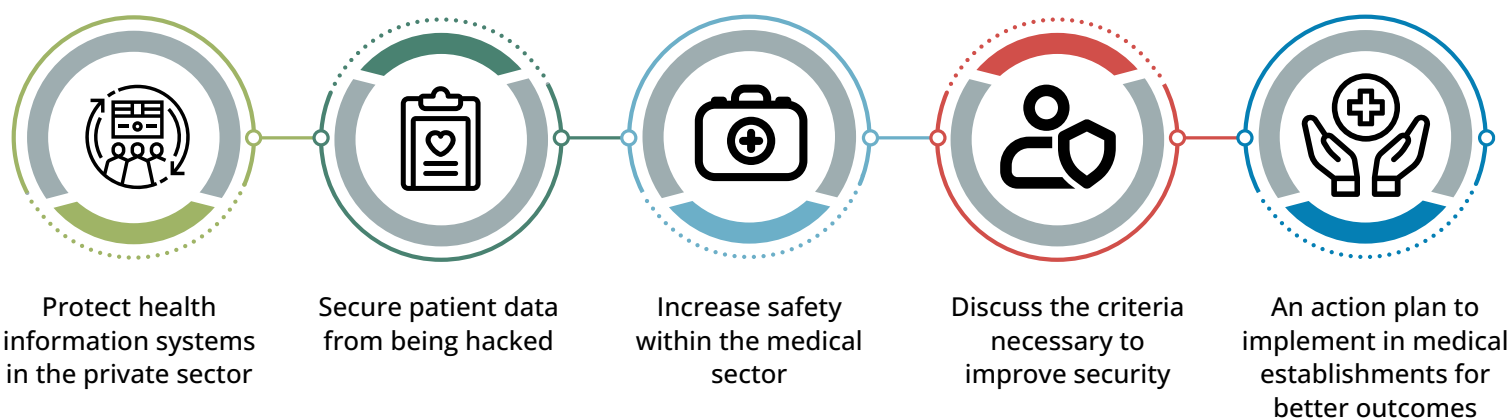 Protect health
information systems
in the private sector
Secure patient data
from being hacked
Increase safety
within the medical
sector
Discuss the criteria
necessary to
improve security
An action plan to
implement in medical
establishments for
better outcomes